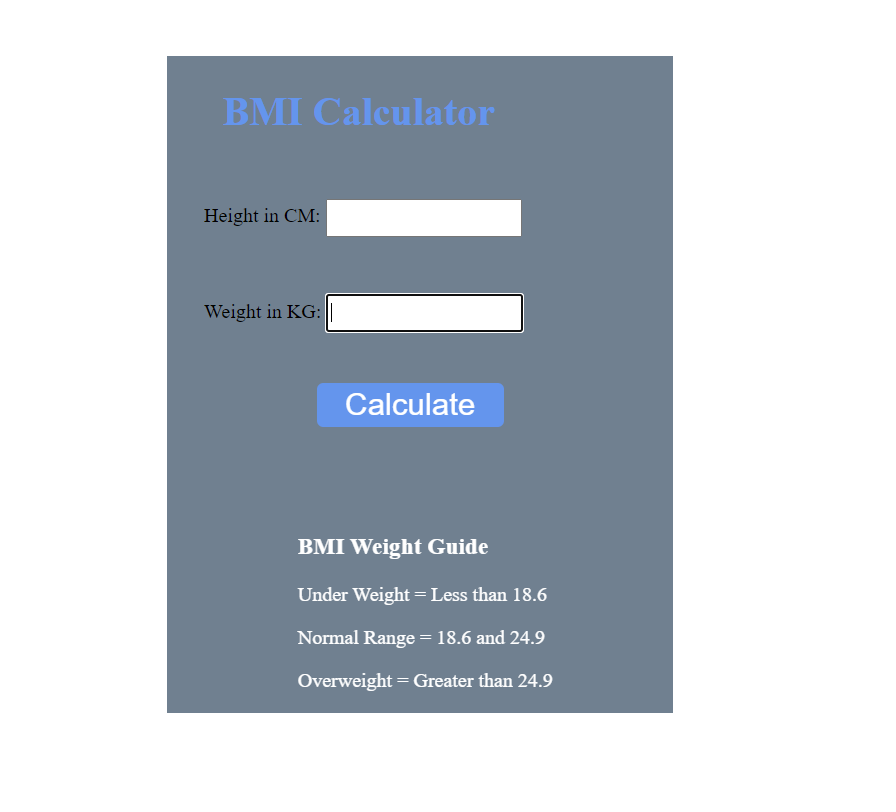 BMI Calculator
Height in CM:
Weight in KG:
Calculate
BMI Weight Guide
Under Weight = Less than 18.6
Normal Range = 18.6 and 24.9
Overweight = Greater than 24.9